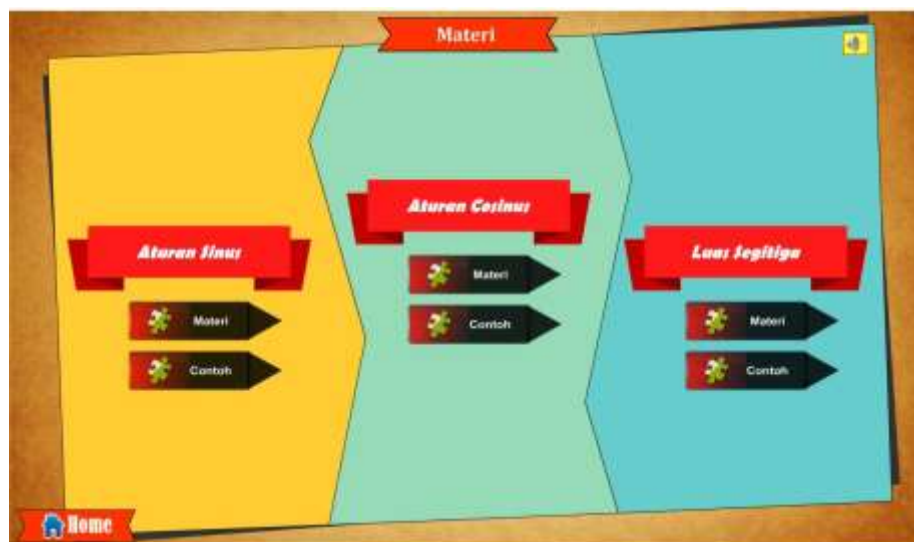 Materi
Aturan Sinus
Materi
Contoh
Aturan Cosinus
Materi
Contoh
Luas Segitiga
Materi
Contoh
Home